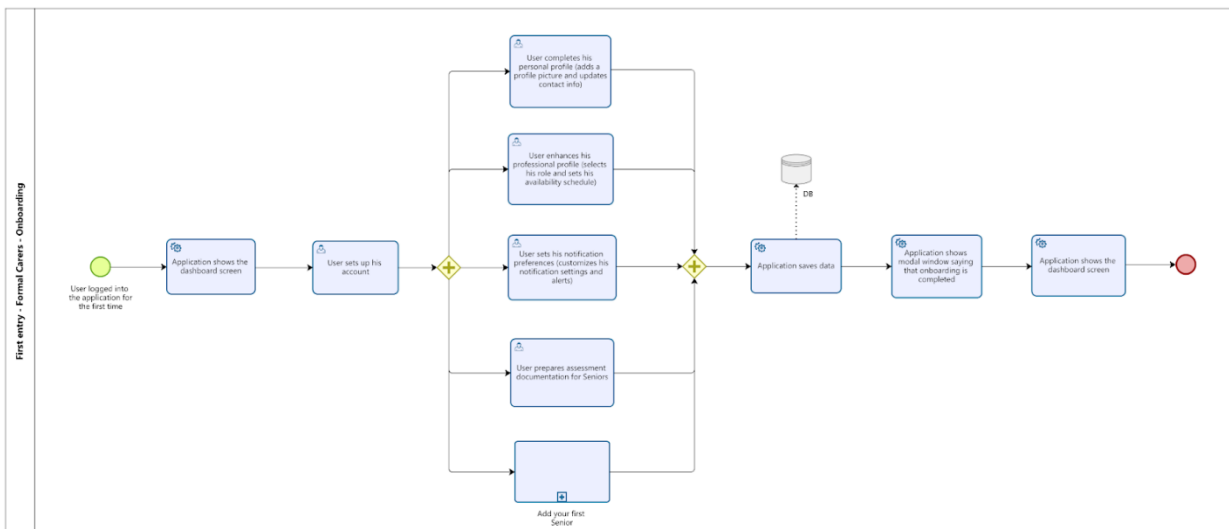 First entry - Formal Carers - Onboarding
User logged into
the application for
the first time
Application shows the
dashboard screen
User sets up his
account
User completes his
personal profile (adds a
profile picture and updates
contact info)
User enhances his
professional profile (selects
his role and sets his
availability schedule)
User sets his notification
preferences (customizes his
notification settings and
alerts)
User prepares assessment
documentation for Seniors
Add your first
Senior
DB
Application saves data
Application shows
modal window saying
that onboarding is
completed
Application shows the
dashboard screen